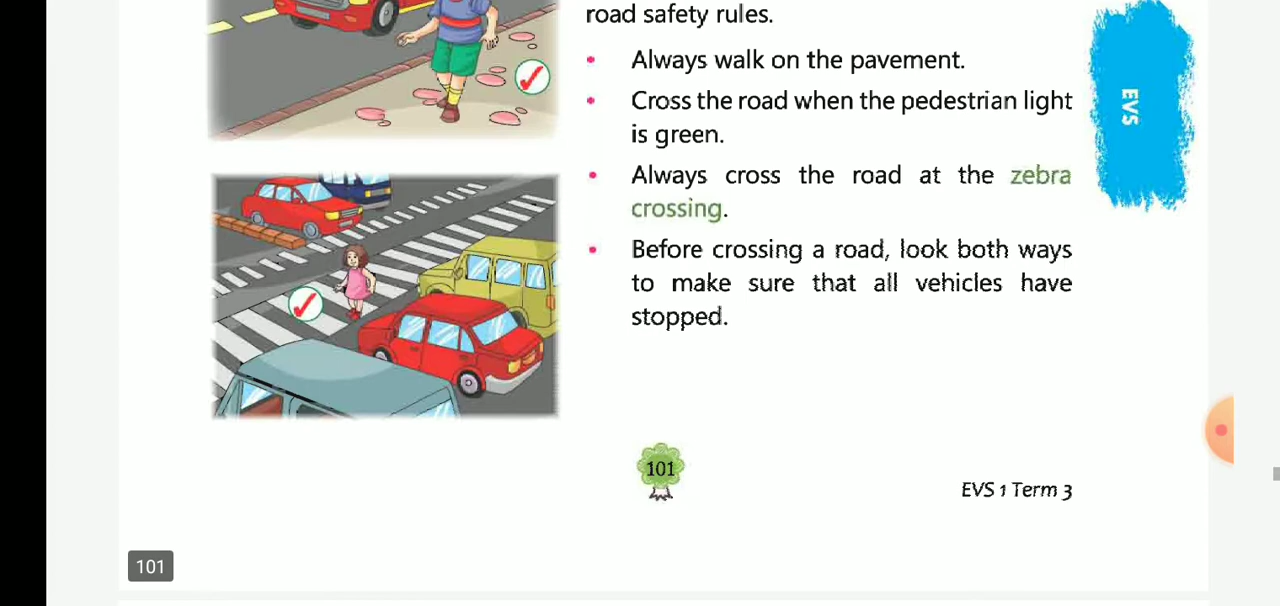 road safety rules.
• Always walk on the pavement.
• Cross the road when the pedestrian light
is green.
• Always cross the road at the zebra
crossing.
• Before crossing a road, look both ways
to make sure that all vehicles have
stopped.
EVS
101
EVS 1 Term 3
101